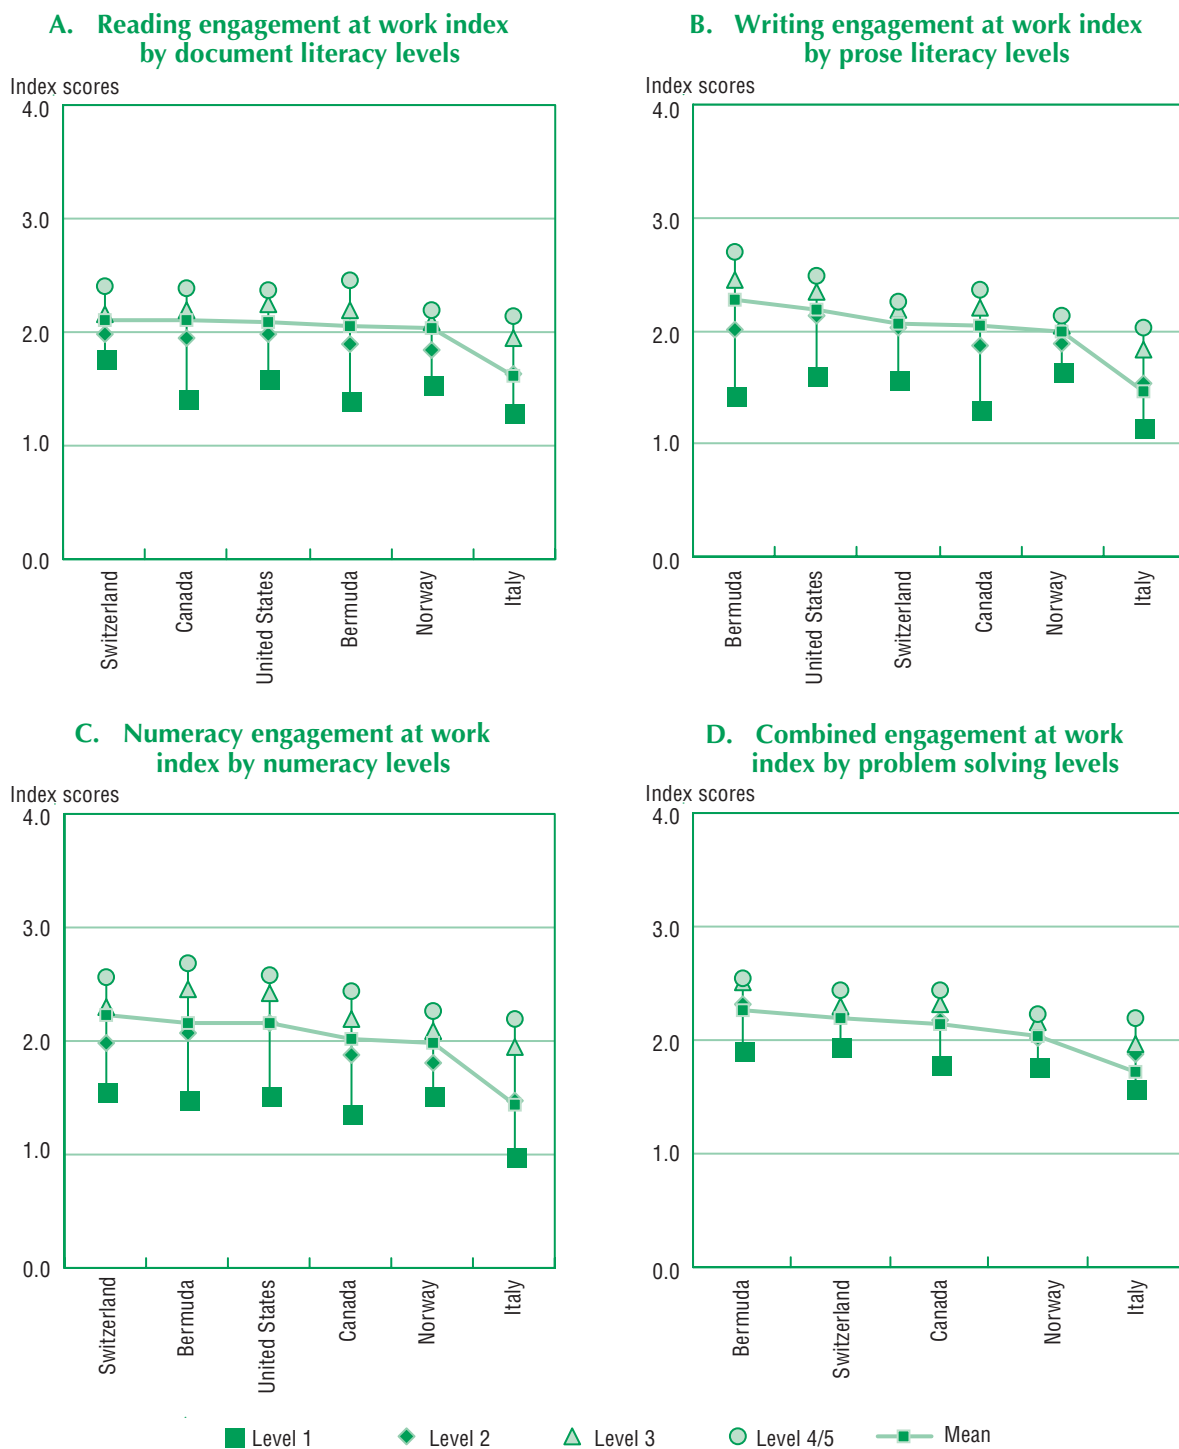 A. Reading engagement at work index
by document literacy levels
Index scores
4.0
3.0
2.0
1.0
0.0
Switzerland
Canada
United States
Bermuda
Norway
Italy
B. Writing engagement at work index
by prose literacy levels
Index scores
4.0
3.0
2.0
1.0
0.0
Bermuda
United States
Switzerland
Canada
Norway
Italy
C. Numeracy engagement at work
index by numeracy levels
Index scores
4.0
3.0
2.0
1.0
0.0
Switzerland
Bermuda
United States
Canada
Norway
Italy
D. Combined engagement at work
index by problem solving levels
Index scores
4.0
3.0
2.0
1.0
0.0
Bermuda
Switzerland
Canada
Norway
Italy
Level 1 Level 2 Level 3 Level 4/5 Mean